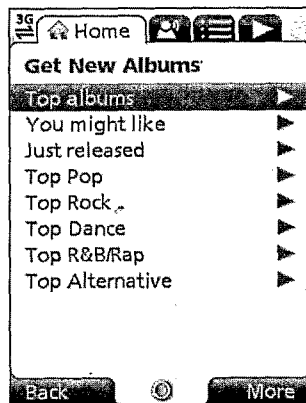 3G Home
Get New Albums
Top albums
You might like
Just released
Top Pop
Top Rock
Top Dance
Top R&B/Rap
Top Alternative
Back More